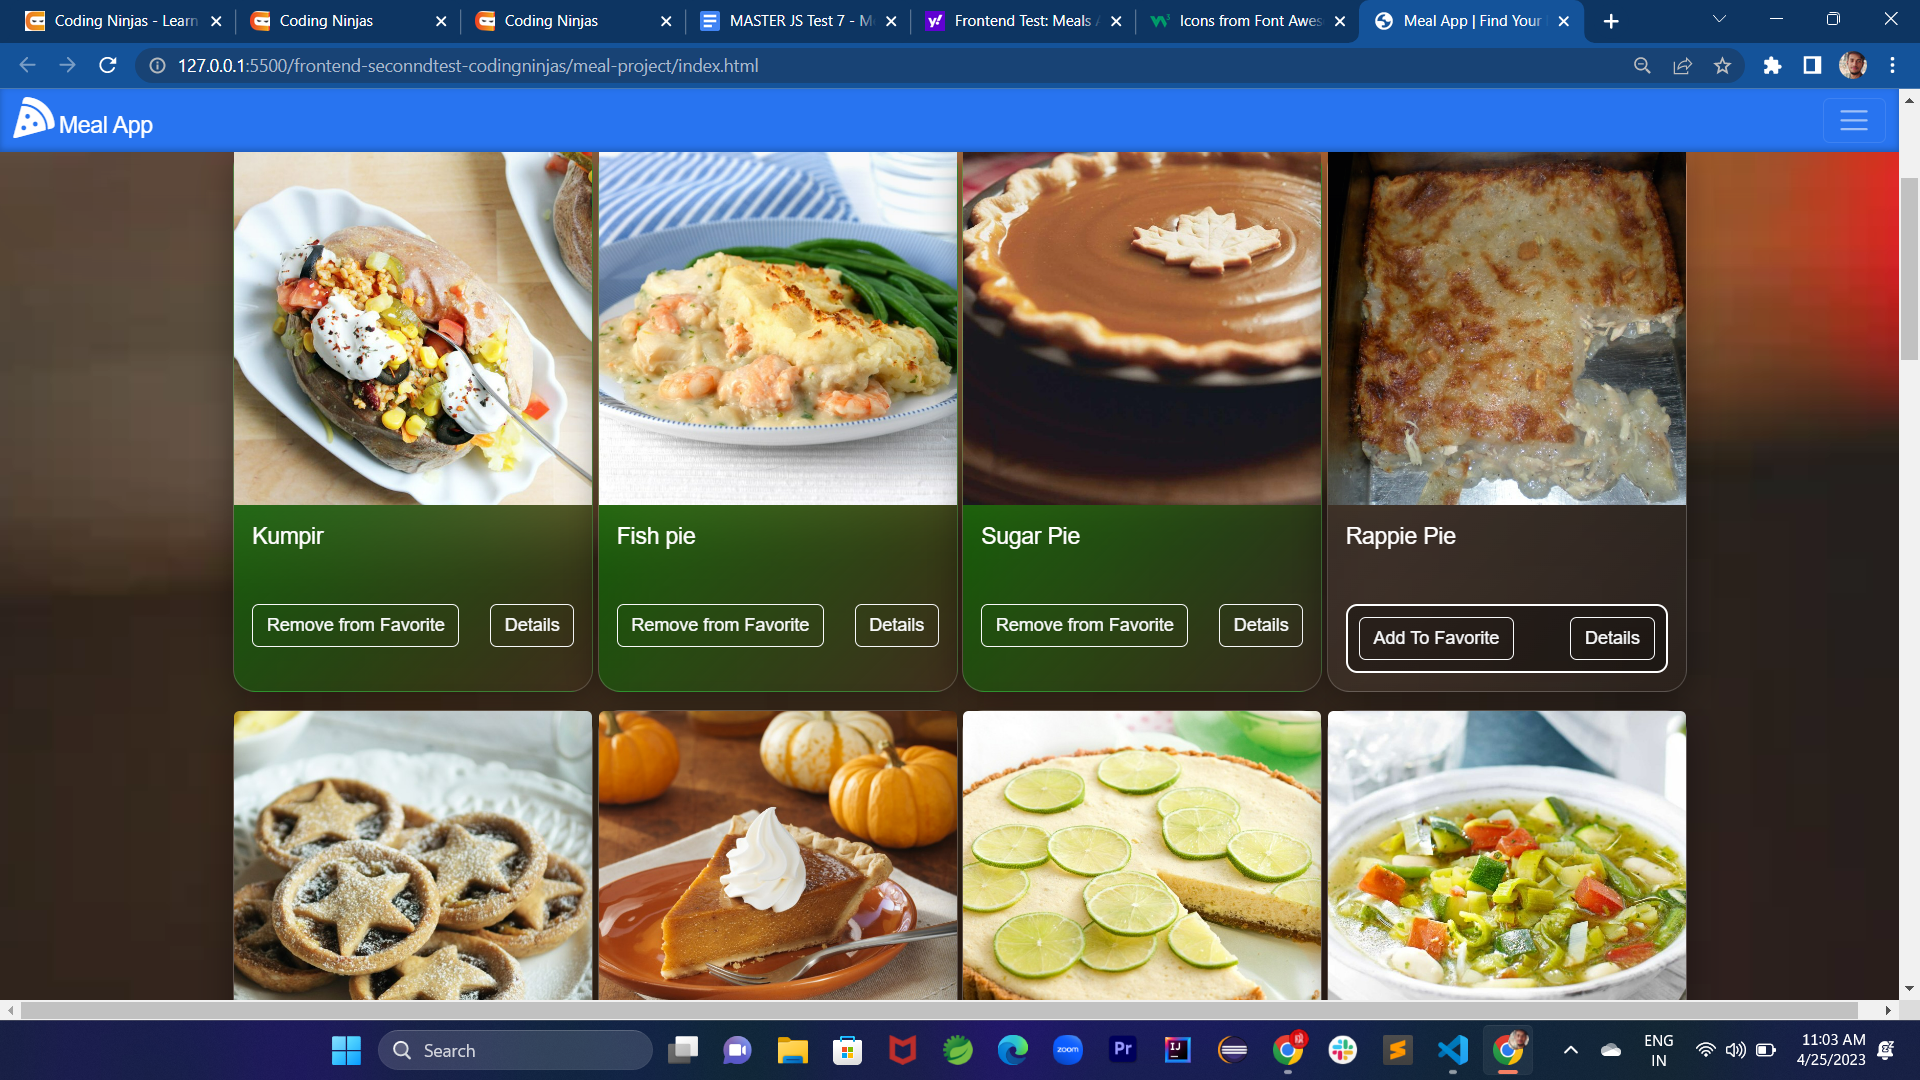 Coding Ninjas - Learn
Coding Ninjas
Coding Ninjas
MASTER JS Test 7 - M
Frontend Test: Meals
Icons from Font Awes
Meal App | Find Your
127.0.0.1:5500/frontend-seconndtest-codingninjas/meal-project/index.html
Meal App
Kumpir
Fish pie
Sugar Pie
Rappie Pie
Remove from Favorite
Details
Remove from Favorite
Details
Remove from Favorite
Details
Add To Favorite
Details
Search
zoom
Pr
IJ
ENG
IN
11:03 AM
4/25/2023